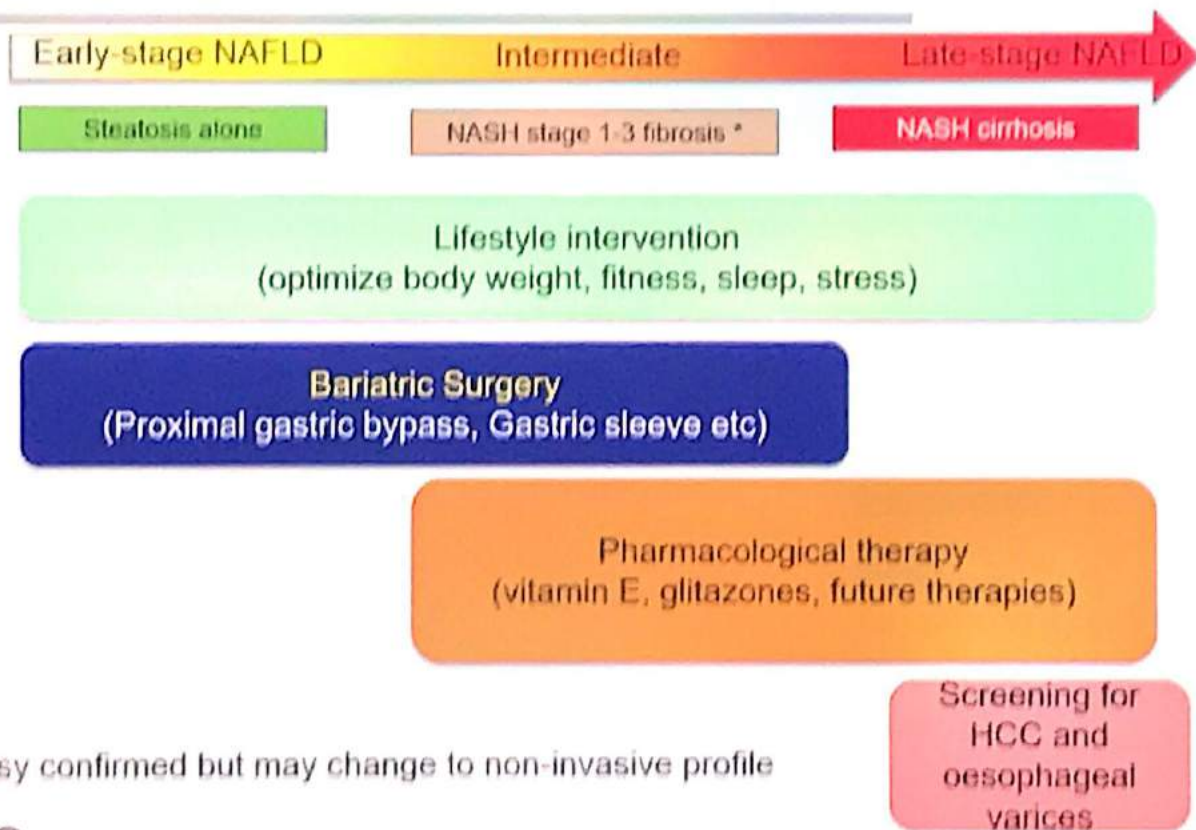 Early-stage NAFLD Intermediate Late-stage NAFLD
Steatosis alone NASH stage 1-3 fibrosis * NASH cirrhosis
Lifestyle intervention
(optimize body weight, fitness, sleep, stress)
Bariatric Surgery
(Proximal gastric bypass, Gastric sleeve etc)
Pharmacological therapy
(vitamin E, glitazones, future therapies)
Screening for
HCC and
oesophageal
varices
confirmed but may change to non-invasive profile